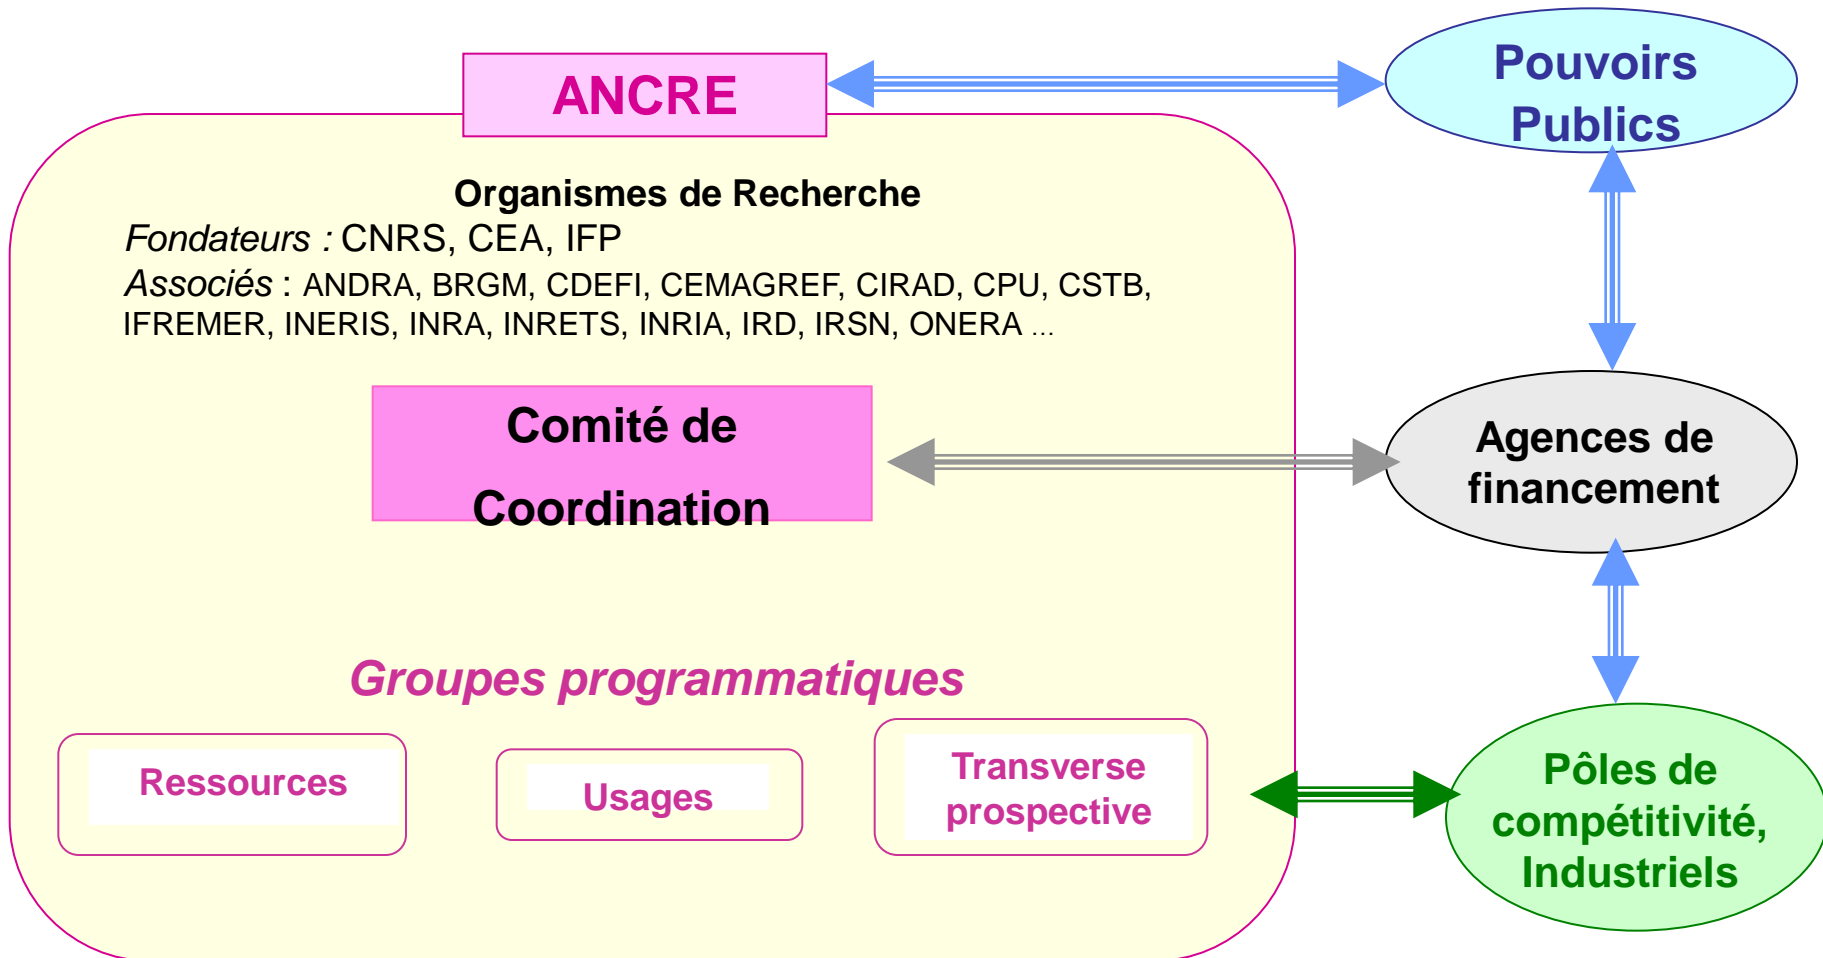 ANCRE
Pouvoirs
Publics
Organismes de Recherche
Fondateurs : CNRS, CEA, IFP
Associés : ANDRA, BRGM, CDEFI, CEMAGREF, CIRAD, CPU, CSTB,
IFREMER, INERIS, INRA, INRETS, INRIA, IRD, IRSN, ONERA ...
Comité de
Coordination
Agences de
financement
Groupes programmatiques
Ressources
Usages
Transverse
prospective
Pôles de
compétitivité,
Industriels